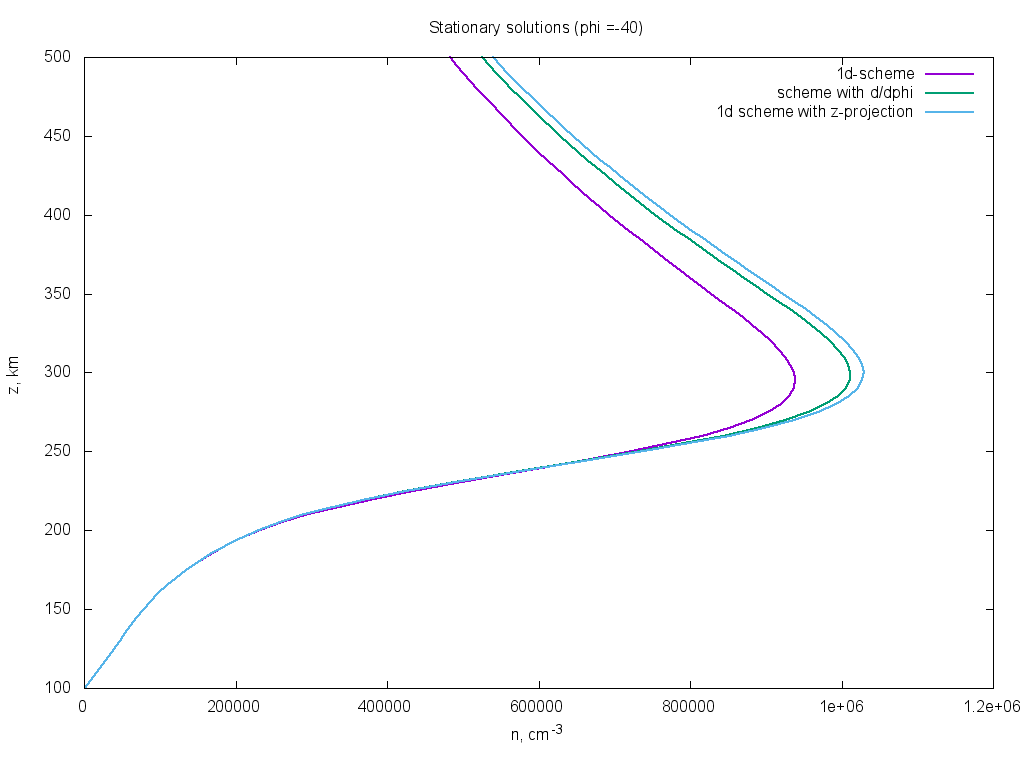 Stationary solutions (phi =-40)
1d-scheme
scheme with d/dphi
1d scheme with z-projection
500
450
400
350
300
250
200
150
100
z, km
0 200000 400000 600000 800000 1e+06 1.2e+06
n, cm-3